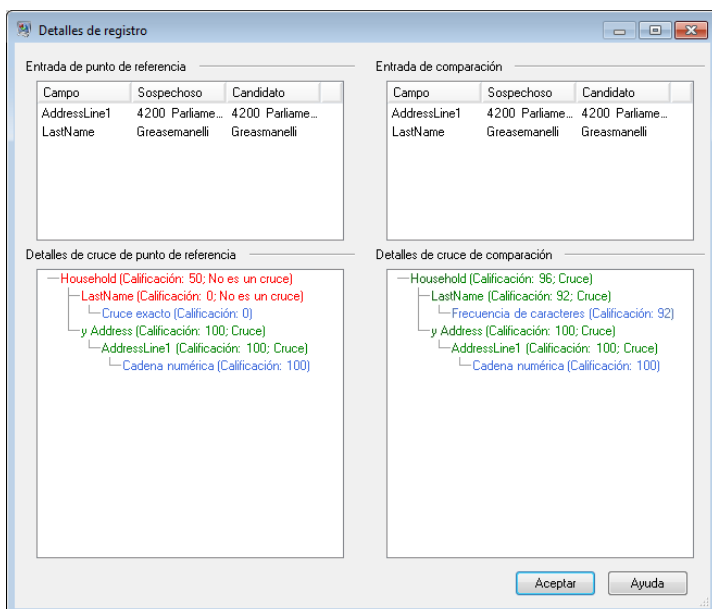 Detalles de registro
Entrada de punto de referencia
Campo Sospechoso Candidato
AddressLine1 4200 Parliame... 4200 Parliame...
LastName Greasemanelli Greasmanelli
Entrada de comparación
Campo Sospechoso Candidato
AddressLine1 4200 Parliame... 4200 Parliame...
LastName Greasemanelli Greasmanelli
Detalles de cruce de punto de referencia
Household (Calificación: 50; No es un cruce)
LastName (Calificación: 0; No es un cruce)
Cruce exacto (Calificación: 0)
y Address (Calificación: 100; Cruce)
AddressLine1 (Calificación: 100; Cruce)
Cadena numérica (Calificación: 100)
Detalles de cruce de comparación
Household (Calificación: 96; Cruce)
LastName (Calificación: 92; Cruce)
Frecuencia de caracteres (Calificación: 92)
y Address (Calificación: 100; Cruce)
AddressLine1 (Calificación: 100; Cruce)
Cadena numérica (Calificación: 100)
Aceptar Ayuda